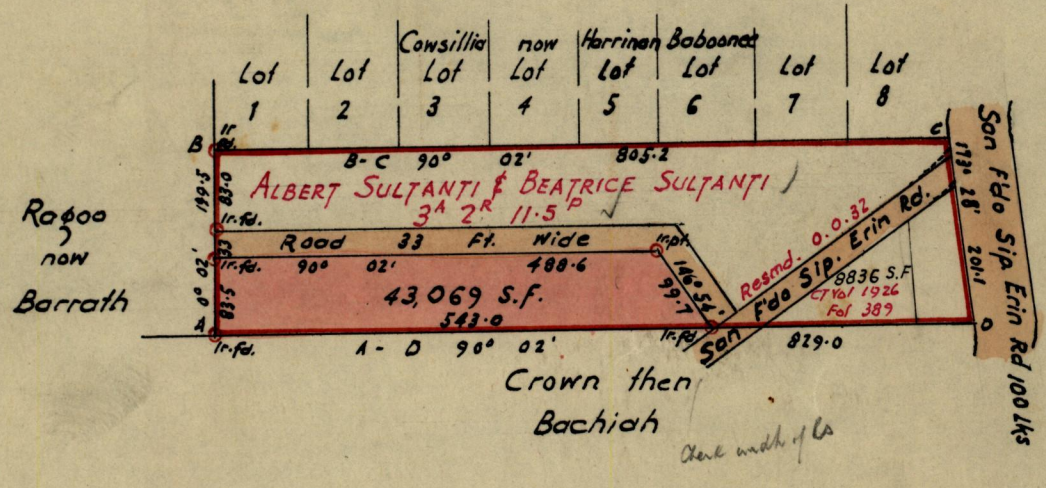 Cowsillia now Harrinan Baboonee
Lot Lot Lot Lot Lot Lot Lot Lot
1 2 3 4 5 6 7 8
Ir.
fd.
B
C
B - C 90° 02' 805.2
ALBERT SULTANTI & BEATRICE SULTANTI
3A 2R 11.5P
199.5
83.0
Ragoo
now
Barrath
Ir.fd.
33
Road 33 Ft. Wide
Ir.pt.
Ir.fd. 90° 02' 488.6
0° 02'
83.5
43,069 S.F.
543.0
146° 54'
99.7
Resmd. 0.0.32
San F'do Sip. Erin Rd.
8836 S.F
CT Vol 1926
Fol 389
173° 28'
201.1
San F'do Sip Erin Rd 100 lks
A
Ir.fd.
Ir.fd.
D
A - D 90° 02' 829.0
Crown then
Bachiah
Check width of